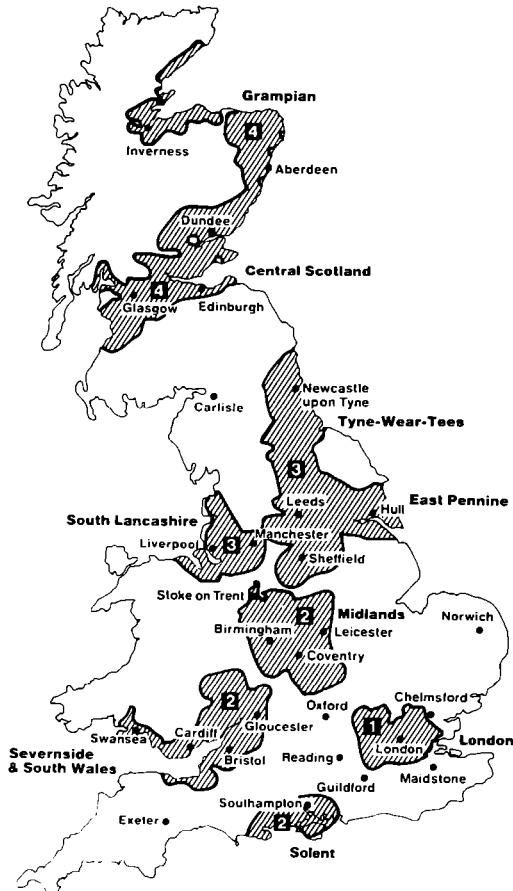 Grampian
4
Inverness
Aberdeen
Dundee
Central Scotland
4
Glasgow
Edinburgh
Newcastle
upon Tyne
Carlisle
Tyne-Wear-Tees
3
Leeds
East Pennine
Hull
South Lancashire
Manchester
3
Liverpool
Sheffield
Stoke on Trent
2
Midlands
Norwich
Birmingham
Leicester
Coventry
2
Oxford
Chelmsford
Gloucester
1
Swansea
Cardiff
London
London
Severnside
& South Wales
Bristol
Reading
Maidstone
Guildford
Southampton
Exeter
2
Solent